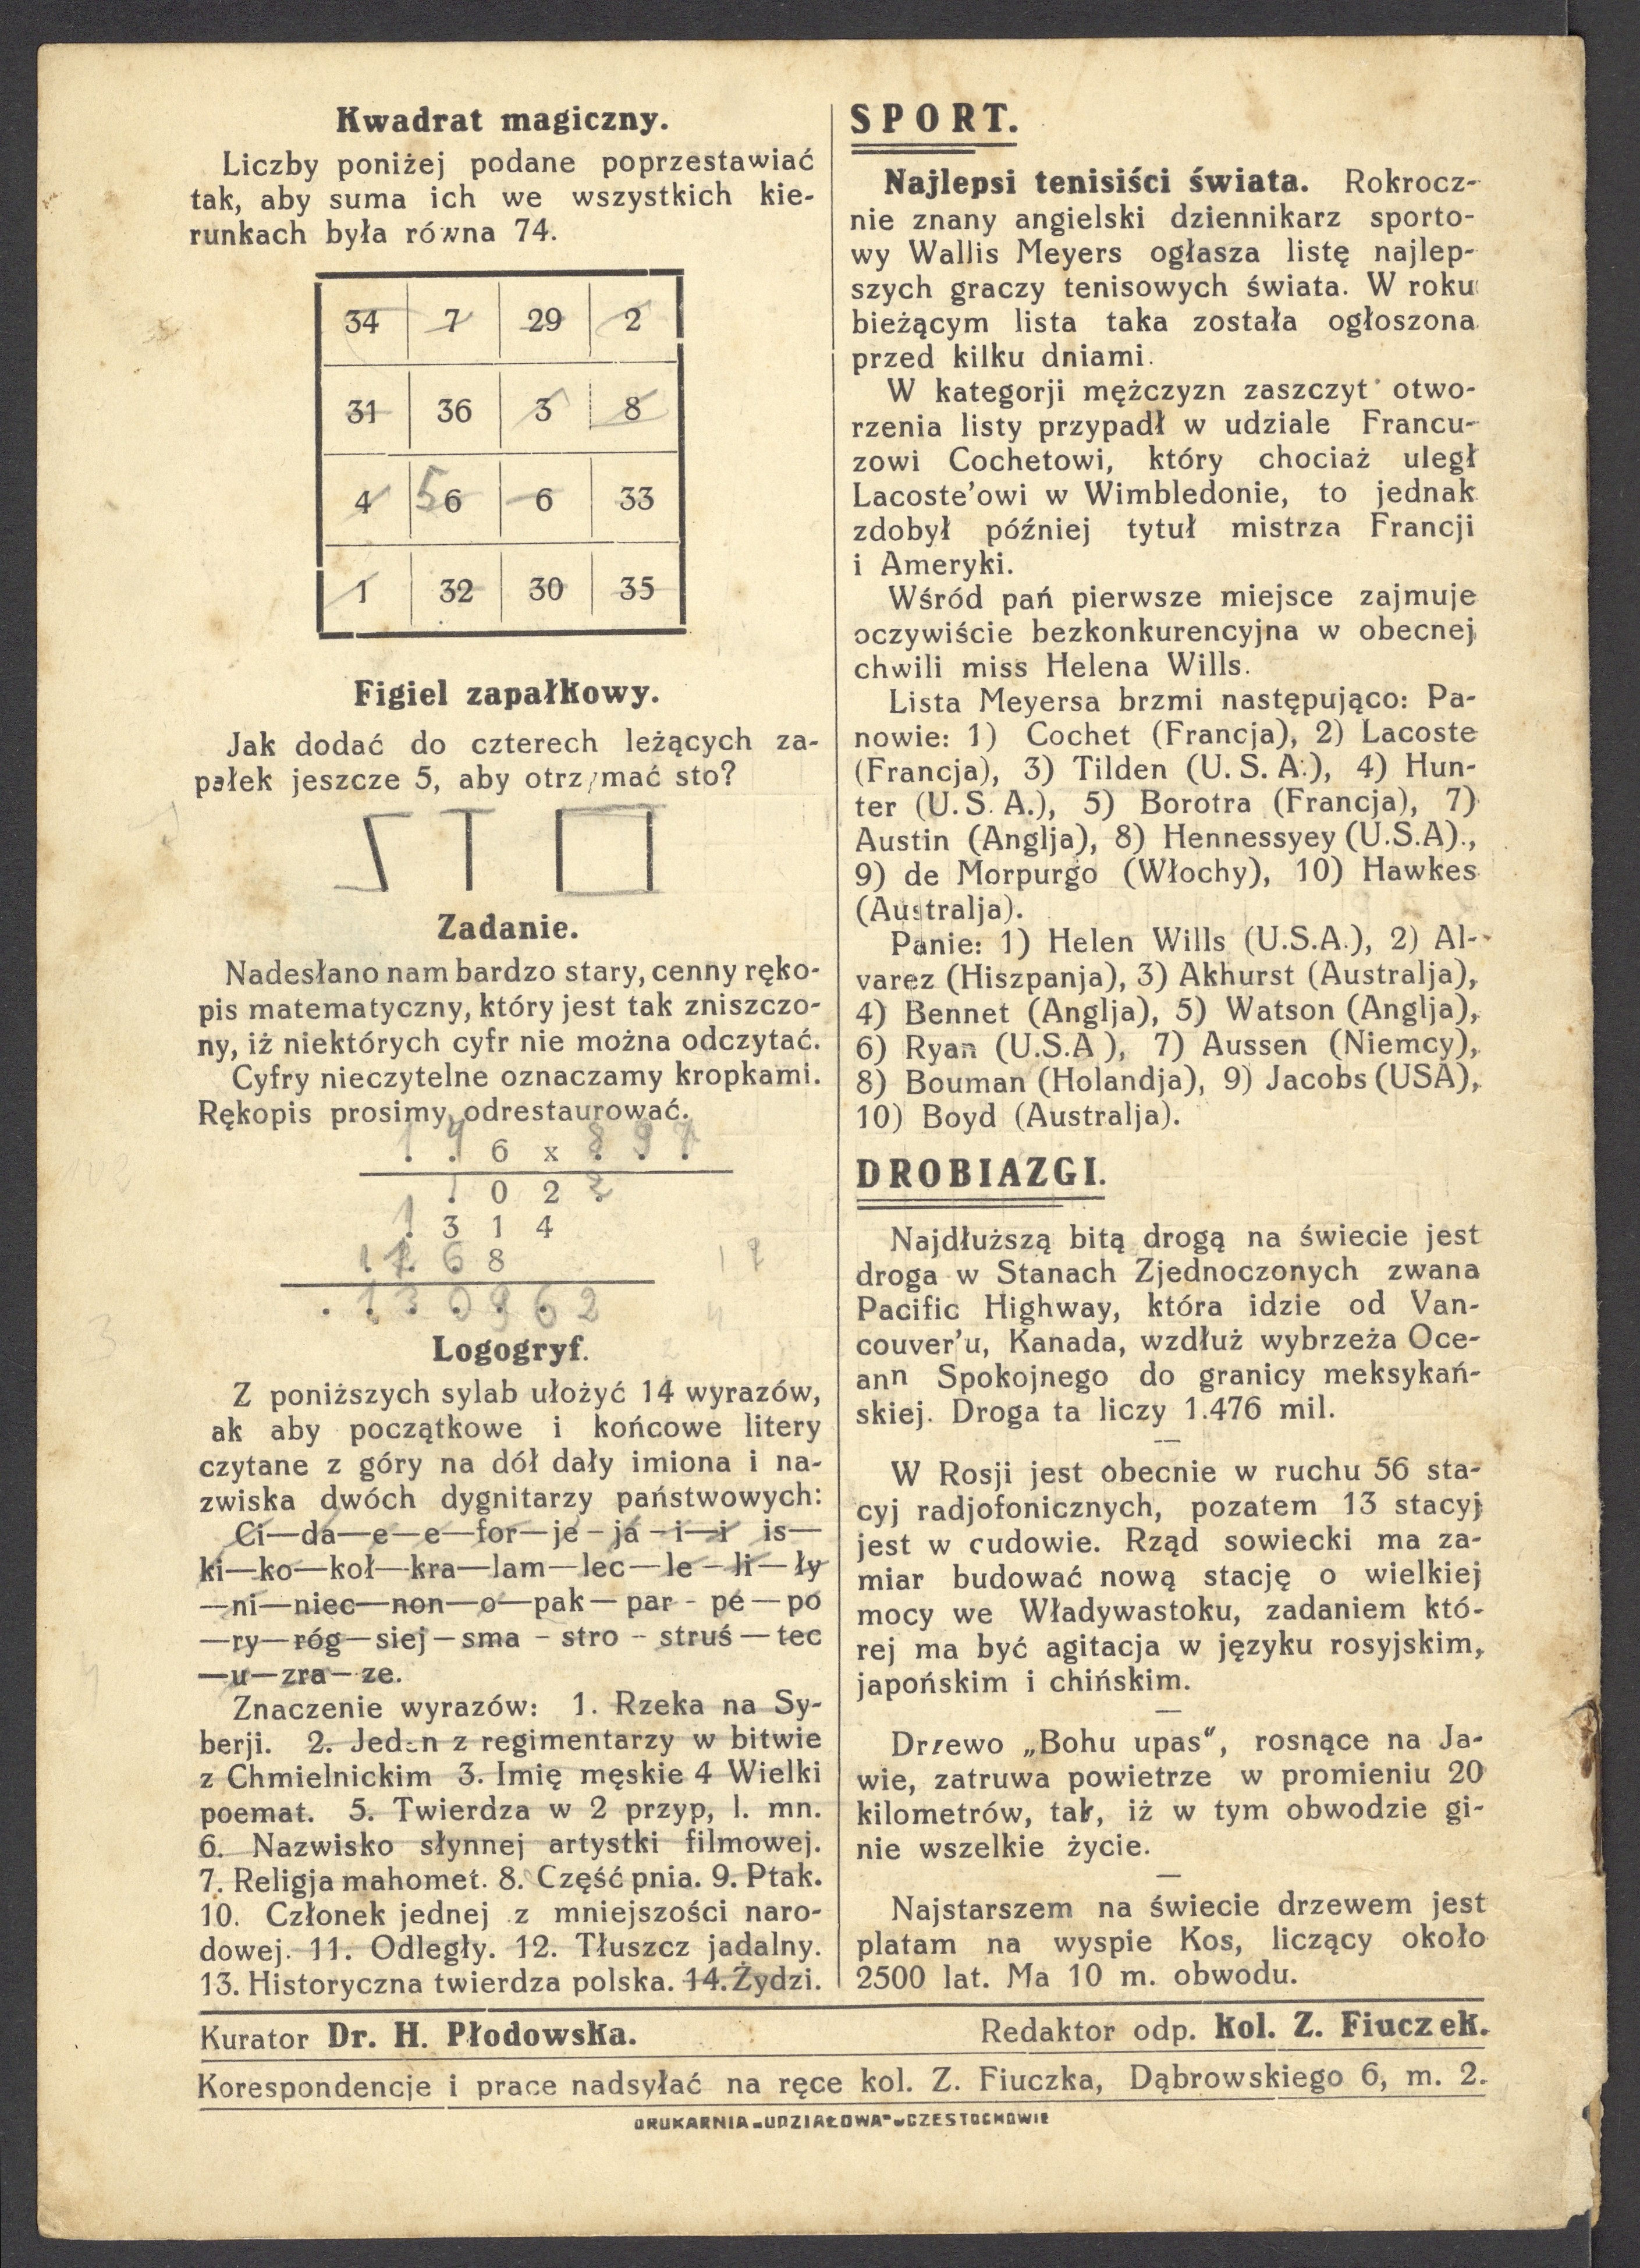 Kwadrat magiczny.
Liczby poniżej podane poprzestawiać
tak, aby suma ich we wszystkich kie-
runkach była równa 74.
34 7 29 2
31 36 3 8
4 56 6 33
1 32 30 35
Figiel zapałkowy.
Jak dodać do czterech leżących za-
pałek jeszcze 5, aby otrzymać sto?
Zadanie.
Nadesłano nam bardzo stary, cenny ręko-
pis matematyczny, który jest tak zniszczo-
ny, iż niektórych cyfr nie można odczytać.
Cyfry nieczytelne oznaczamy kropkami.
Rękopis prosimy odrestaurować.
1 4 6 x 8 9 7
1 0 2 2
1 3 1 4
1 1 6 8
. 1 3 0 9 6 2
Logogryf.
Z poniższych sylab ułożyć 14 wyrazów,
ak aby początkowe i końcowe litery
czytane z góry na dół dały imiona i na-
zwiska dwóch dygnitarzy państwowych:
Ci—da—e—e—for—je–ja–i—i is—
ki—ko—koł—kra—lam—lec—le–li—ły
—ni—niec—non—o—pak—par - pe—po
—ry—róg—siej—sma – stro – struś—tec
—u—zra—ze.
Znaczenie wyrazów: 1. Rzeka na Sy-
berji. 2. Jeden z regimentarzy w bitwie
z Chmielnickim 3. Imię męskie 4 Wielki
poemat. 5. Twierdza w 2 przyp, l. mn.
6. Nazwisko słynnej artystki filmowej.
7. Religja mahomet. 8. Część pnia. 9. Ptak.
10. Członek jednej z mniejszości naro-
dowej. 11. Odległy. 12. Tłuszcz jadalny.
13. Historyczna twierdza polska. 14. Żydzi.
SPORT.
Najlepsi tenisiści świata. Rokrocz-
nie znany angielski dziennikarz sporto-
wy Wallis Meyers ogłasza listę najlep-
szych graczy tenisowych świata. W roku
bieżącym lista taka została ogłoszona
przed kilku dniami.
W kategorji mężczyzn zaszczyt otwo-
rzenia listy przypadł w udziale Francu-
zowi Cochetowi, który chociaż uległ
Lacoste'owi w Wimbledonie, to jednak
zdobył później tytuł mistrza Francji
i Ameryki.
Wśród pań pierwsze miejsce zajmuje
oczywiście bezkonkurencyjna w obecnej
chwili miss Helena Wills.
Lista Meyersa brzmi następująco: Pa-
nowie: 1) Cochet (Francja), 2) Lacoste
(Francja), 3) Tilden (U. S. A.), 4) Hun-
ter (U. S. A.), 5) Borotra (Francja), 7)
Austin (Anglja), 8) Hennessyey (U.S.A).,
9) de Morpurgo (Włochy), 10) Hawkes
(Australja).
Panie: 1) Helen Wills (U.S.A.), 2) Al-
varez (Hiszpanja), 3) Akhurst (Australja),
4) Bennet (Anglja), 5) Watson (Anglja),
6) Ryan (U.S.A ), 7) Aussen (Niemcy),
8) Bouman (Holandja), 9) Jacobs (USA),
10) Boyd (Australja).
DROBIAZGI.
Najdłuższą bitą drogą na świecie jest
droga w Stanach Zjednoczonych zwana
Pacific Highway, która idzie od Van-
couver'u, Kanada, wzdłuż wybrzeża Oce-
ann Spokojnego do granicy meksykań-
skiej. Droga ta liczy 1.476 mil.
W Rosji jest obecnie w ruchu 56 sta-
cyj radjofonicznych, pozatem 13 stacyj
jest w cudowie. Rząd sowiecki ma za-
miar budować nową stację o wielkiej
mocy we Władywastoku, zadaniem któ-
rej ma być agitacja w języku rosyjskim,
japońskim i chińskim.
Drzewo „Bohu upas", rosnące na Ja-
wie, zatruwa powietrze w promieniu 20
kilometrów, tak, iż w tym obwodzie gi-
nie wszelkie życie.
Najstarszem na świecie drzewem jest
platam na wyspie Kos, liczący około
2500 lat. Ma 10 m. obwodu.
Kurator Dr. H. Płodowska. Redaktor odp. kol. Z. Fiuczek.
Korespondencje i prace nadsyłać na ręce kol. Z. Fiuczka, Dąbrowskiego 6, m. 2.
DRUKARNIA „UDZIAŁOWA" w CZESTOCHOWIE